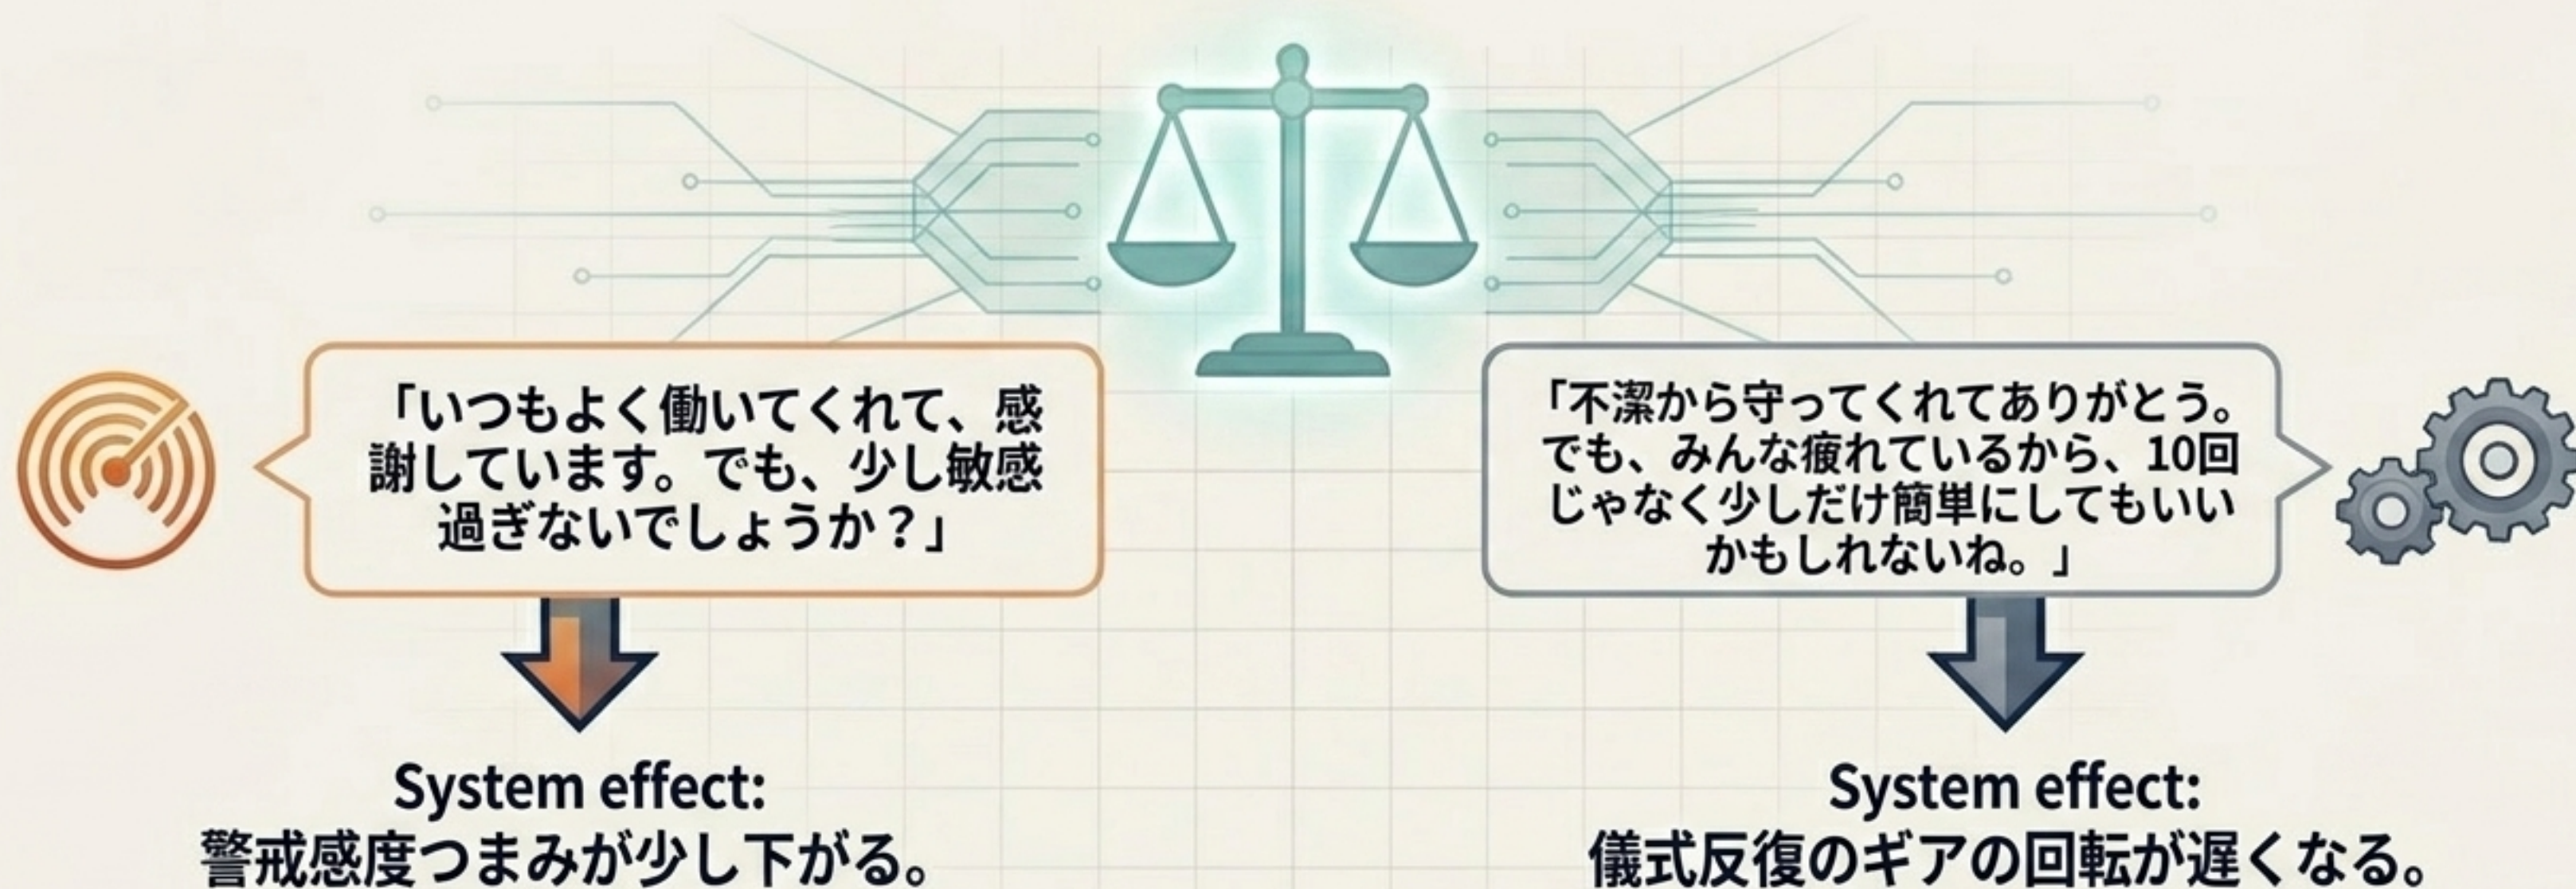 「いつもよく働いてくれて、感
謝しています。でも、少し敏感
過ぎないでしょうか？」
System effect:
警戒感度つまみが少し下がる。
「不潔から守ってくれてありがとう。
でも、みんな疲れているから、10回
じゃなく少しだけ簡単にしてもいい
かもしれないね。」
System effect:
儀式反復のギアの回転が遅くなる。